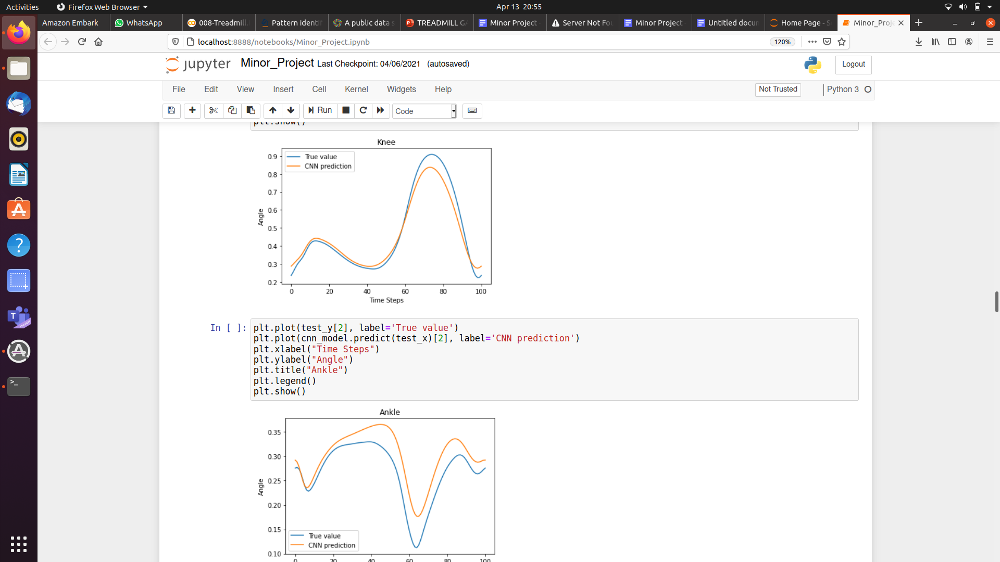 Activities
Firefox Web Browser
Apr 13 20:55
Amazon Embark
WhatsApp
008-Treadmill.
Pattern identif
A public data s
TREADMILL GA
Minor Project
Server Not Fou
Minor Project
Untitled docum
Home Page - S
Minor_Proje
localhost:8888/notebooks/Minor_Project.ipynb
120%
jupyter
Minor_Project Last Checkpoint: 04/06/2021 (autosaved)
Logout
File Edit View Insert Cell Kernel Widgets Help
Not Trusted
Python 3
Run
Code
plt.show()
Knee
True value
CNN prediction
0.9
0.8
0.7
0.6
0.5
0.4
0.3
0.2
Angle
0 20 40 60 80 100
Time Steps
In [ ]:
plt.plot(test_y[2], label='True value')
plt.plot(cnn_model.predict(test_x)[2], label='CNN prediction')
plt.xlabel("Time Steps")
plt.ylabel("Angle")
plt.title("Ankle")
plt.legend()
plt.show()
Ankle
0.35
0.30
0.25
0.20
0.15
0.10
Angle
True value
CNN prediction
0 20 40 60 80 100